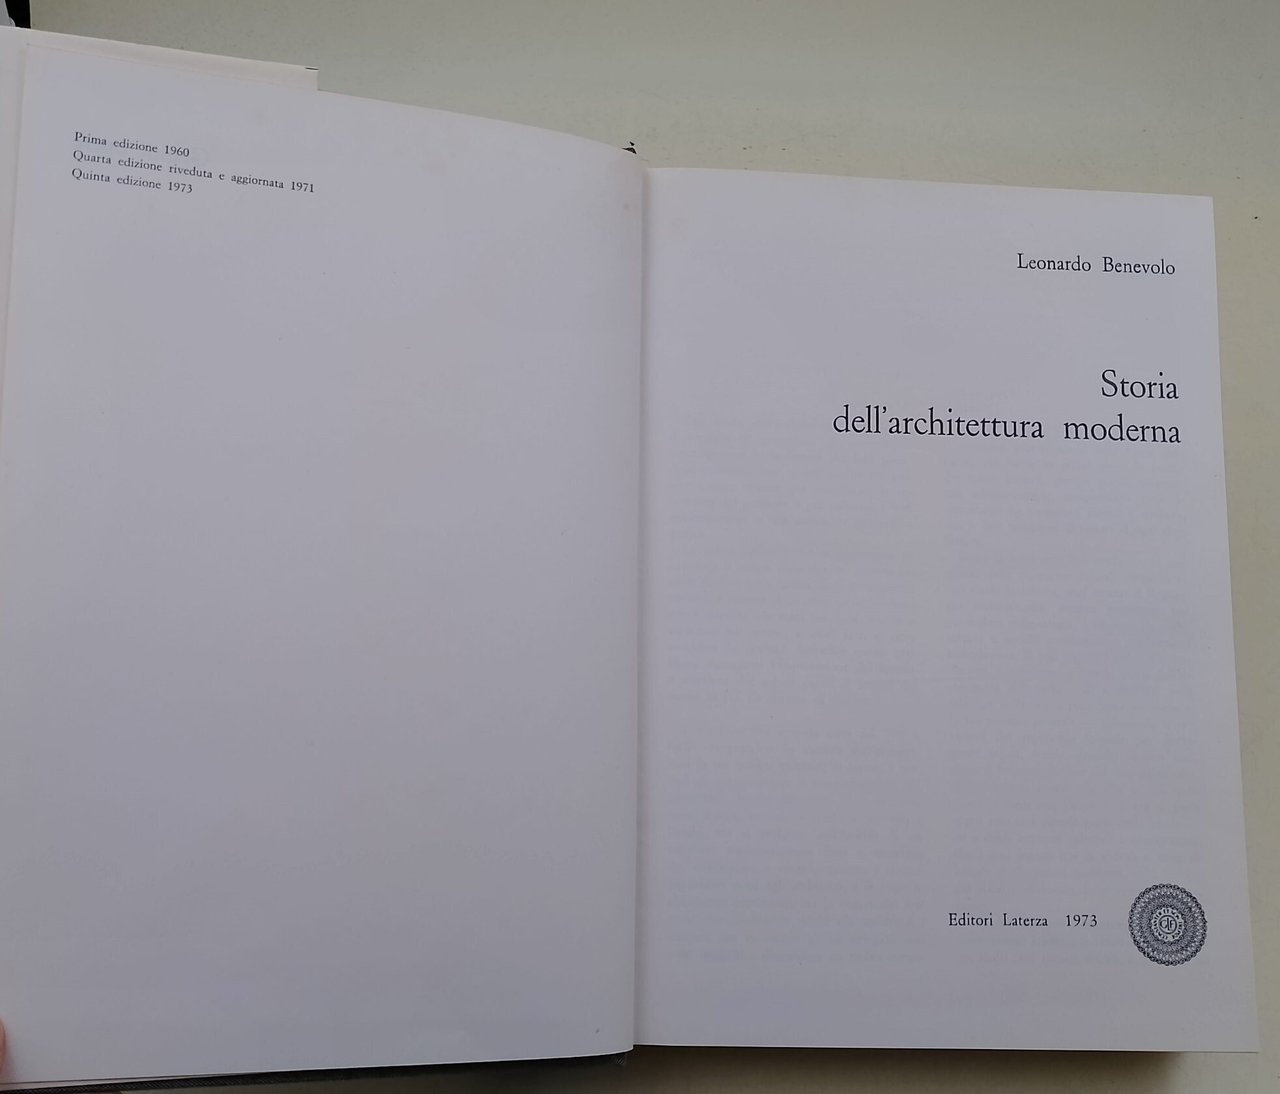 Prima edizione 1960
Quarta edizione riveduta e aggiornata 1971
Quinta edizione 1973
Leonardo Benevolo
Storia
dell'architettura moderna
Editori Laterza 1973